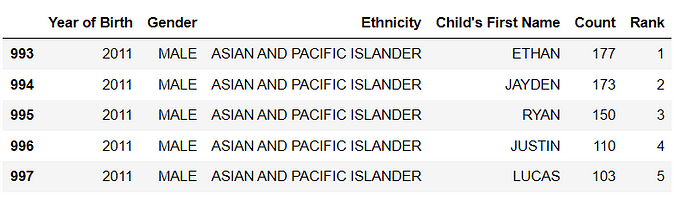 Year of Birth Gender Ethnicity Child's First Name Count Rank
993 2011 MALE ASIAN AND PACIFIC ISLANDER ETHAN 177 1
994 2011 MALE ASIAN AND PACIFIC ISLANDER JAYDEN 173 2
995 2011 MALE ASIAN AND PACIFIC ISLANDER RYAN 150 3
996 2011 MALE ASIAN AND PACIFIC ISLANDER JUSTIN 110 4
997 2011 MALE ASIAN AND PACIFIC ISLANDER LUCAS 103 5